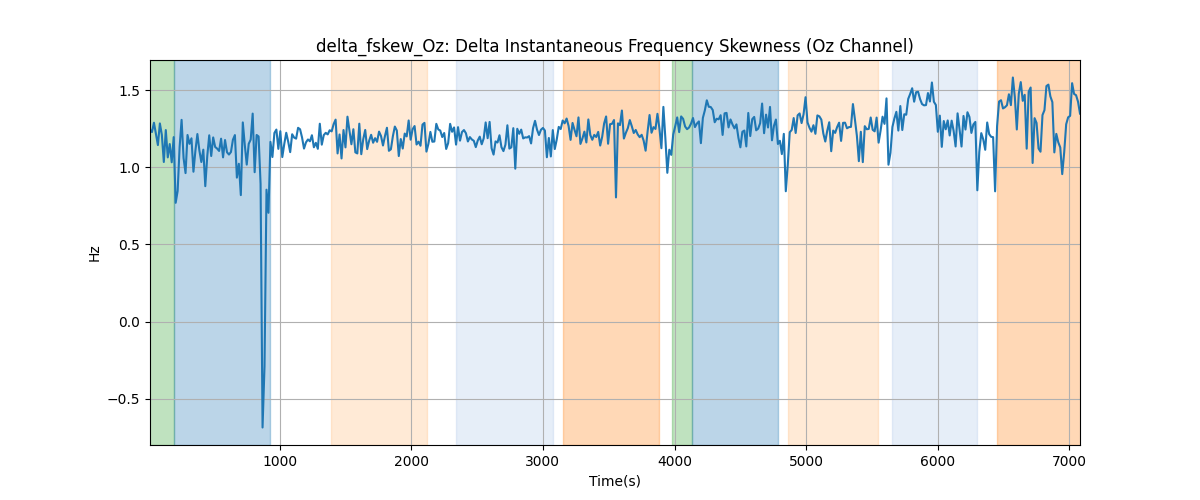 delta_fskew_Oz: Delta Instantaneous Frequency Skewness (Oz Channel)
1.5
1.0
0.5
0.0
−0.5
Hz
1000 2000 3000 4000 5000 6000 7000
Time(s)